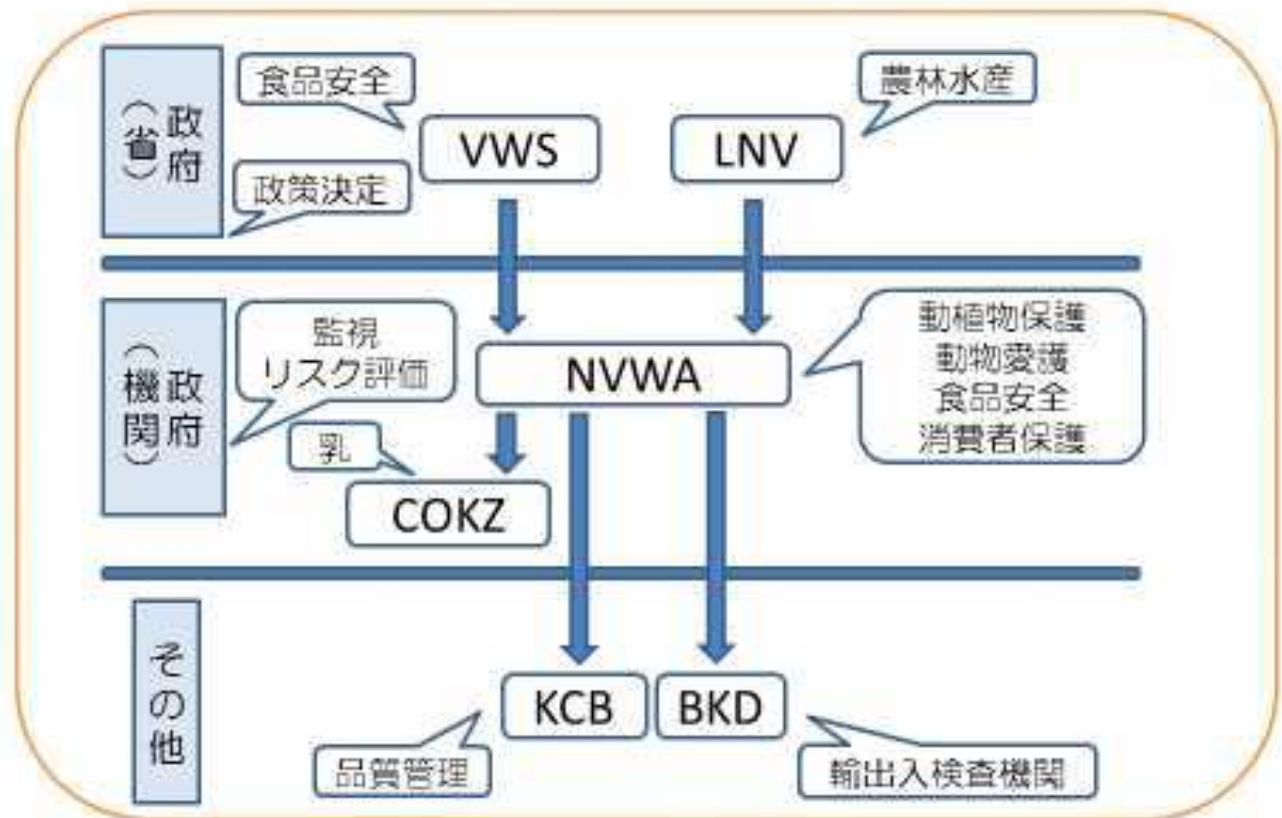 政府
（省）
食品安全
農林水産
VWS
LNV
政策決定
政府
（機関）
監視
リスク評価
動植物保護
動物愛護
食品安全
消費者保護
NVWA
乳
COKZ
その他
KCB
BKD
品質管理
輸出入検査機関